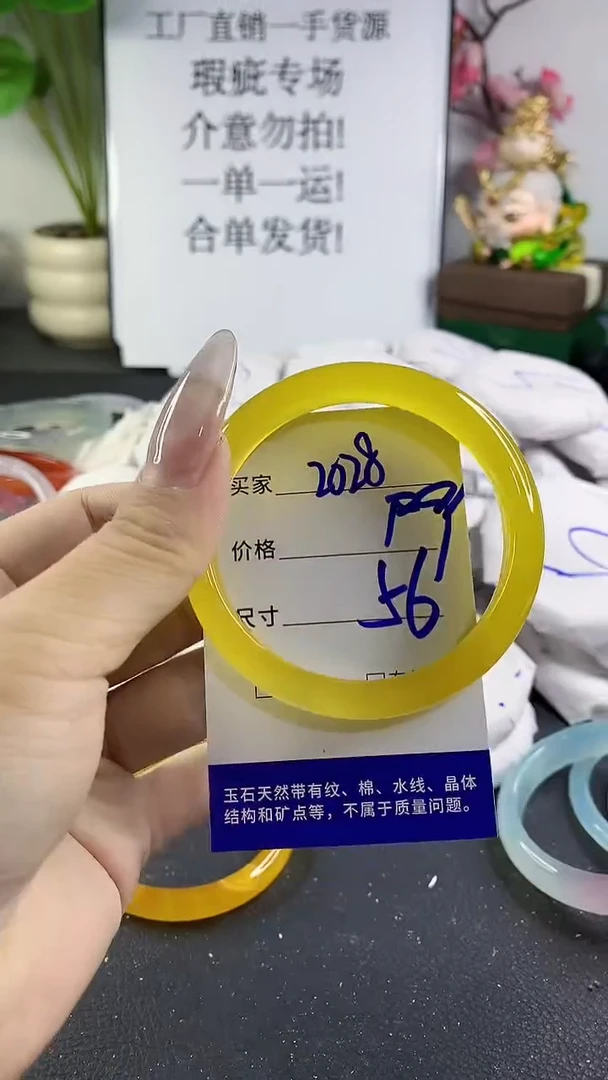 工厂直销一手货源
瑕疵专场
介意勿拍!
一单一运!
合单发货!
买家 2028
价格
尺寸 56
玉石天然带有纹、棉、水线、晶体
结构和矿点等，不属于质量问题。